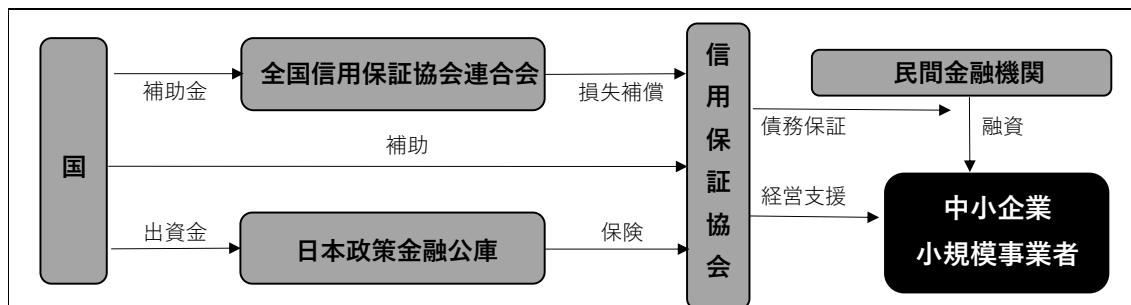 国
補助金
全国信用保証協会連合会
損失補償
補助
出資金
日本政策金融公庫
保険
信用保証協会
民間金融機関
債務保証
融資
経営支援
中小企業
小規模事業者